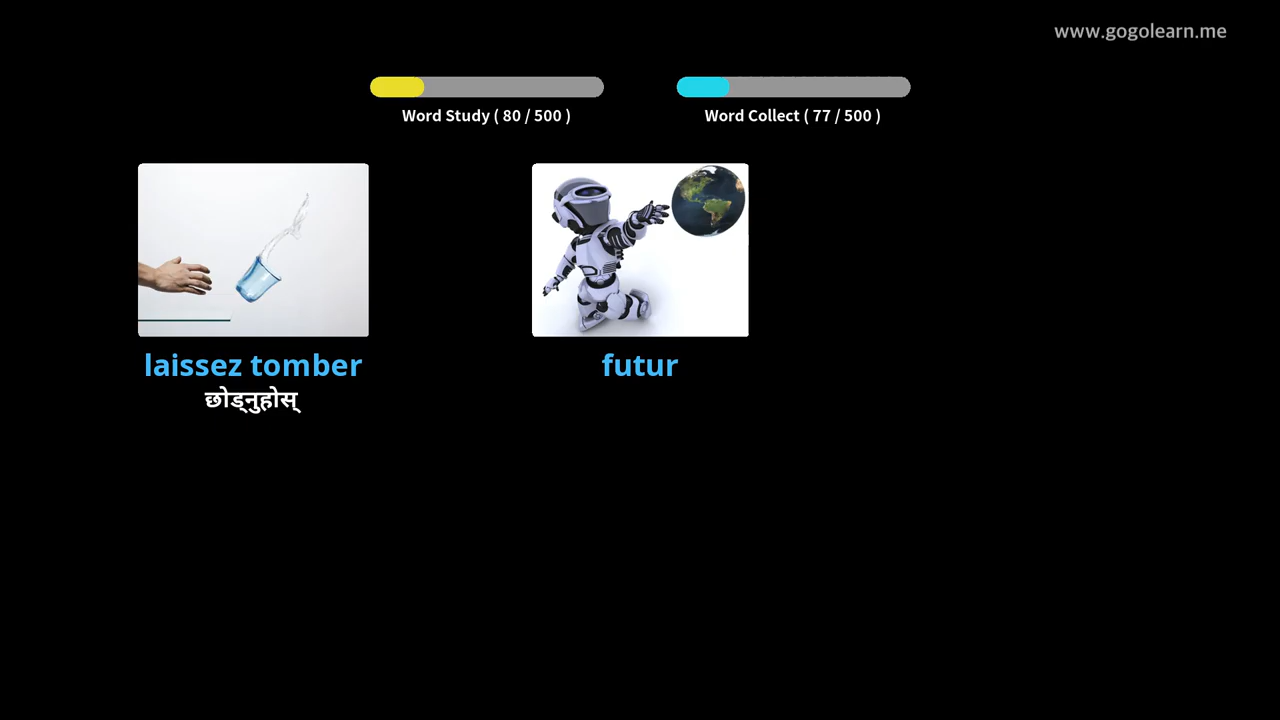 www.gogolearn.me
Word Study ( 80 / 500 )
Word Collect ( 77 / 500 )
laissez tomber
छोड्नुहोस्
futur